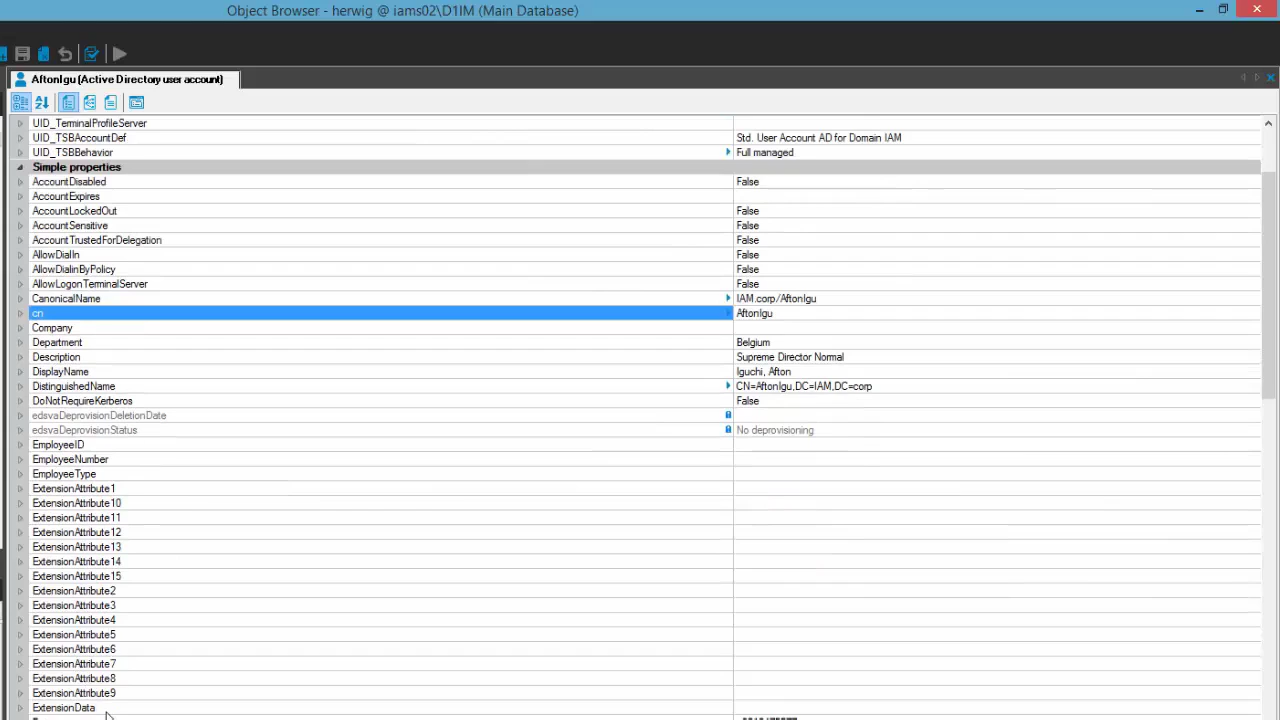 Object Browser - herwig @ iams02\D1IM (Main Database)
AftonIgu (Active Directory user account)
UID_TerminalProfileServer
UID_TSBAccountDef Std. User Account AD for Domain IAM
UID_TSBBehavior Full managed
Simple properties
AccountDisabled False
AccountExpires
AccountLockedOut False
AccountSensitive False
AccountTrustedForDelegation False
AllowDialIn False
AllowDialinByPolicy False
AllowLogonTerminalServer False
CanonicalName IAM.corp/AftonIgu
cn AftonIgu
Company
Department Belgium
Description Supreme Director Normal
DisplayName Iguchi, Afton
DistinguishedName CN=AftonIgu,DC=IAM,DC=corp
DoNotRequireKerberos False
edsvaDeprovisionDeletionDate
edsvaDeprovisionStatus No deprovisioning
EmployeeID
EmployeeNumber
EmployeeType
ExtensionAttribute1
ExtensionAttribute10
ExtensionAttribute11
ExtensionAttribute12
ExtensionAttribute13
ExtensionAttribute14
ExtensionAttribute15
ExtensionAttribute2
ExtensionAttribute3
ExtensionAttribute4
ExtensionAttribute5
ExtensionAttribute6
ExtensionAttribute7
ExtensionAttribute8
ExtensionAttribute9
ExtensionData